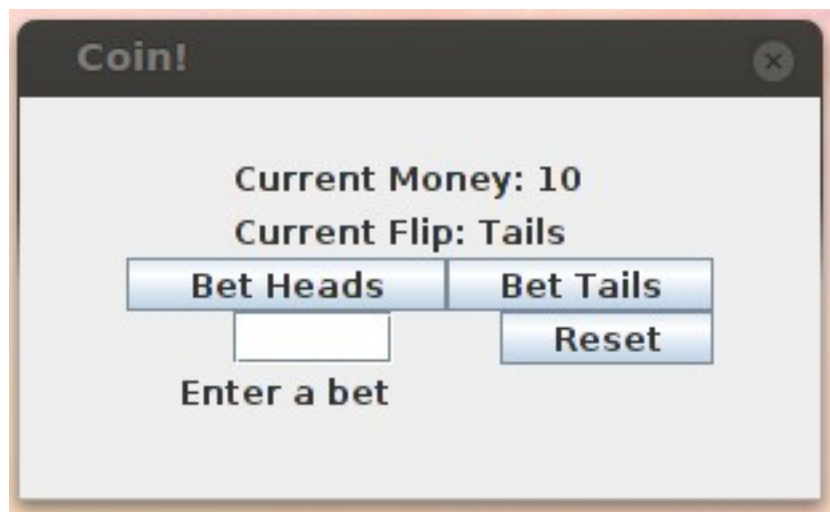 Coin!
Current Money: 10
Current Flip: Tails
Bet Heads Bet Tails
Reset
Enter a bet